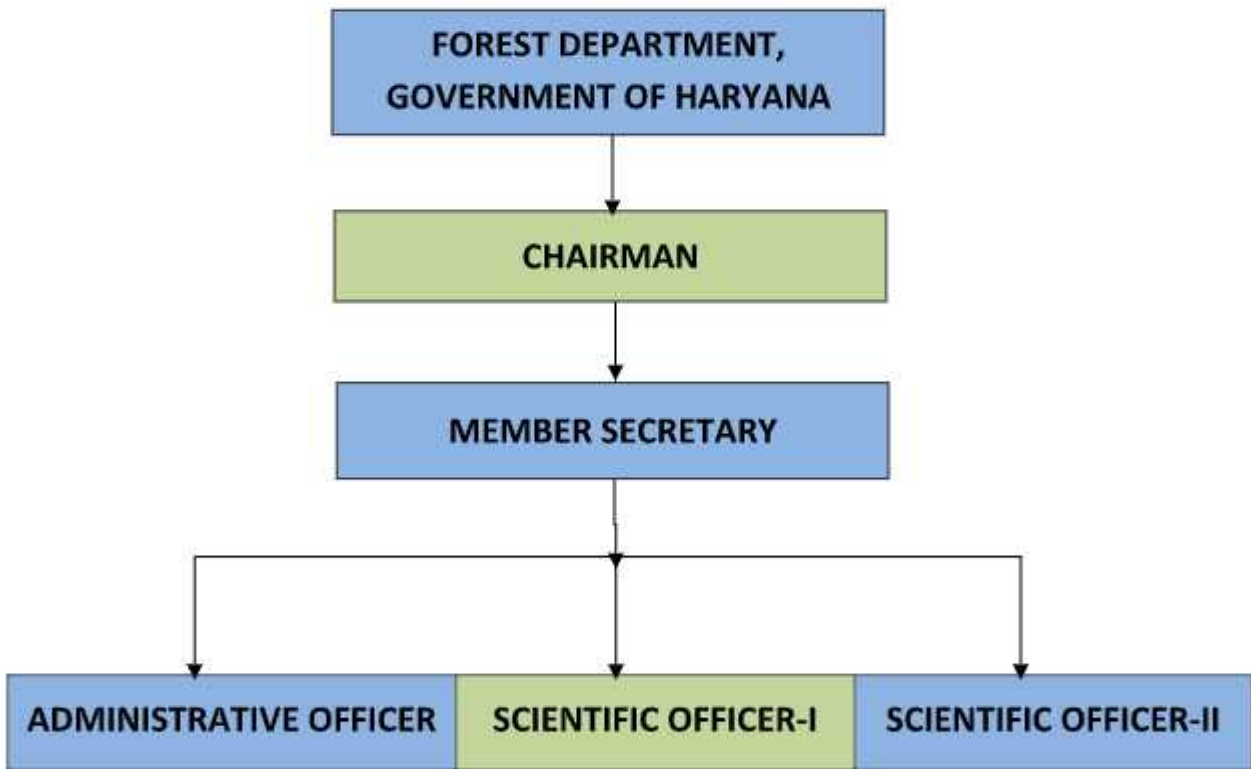 FOREST DEPARTMENT,
GOVERNMENT OF HARYANA
CHAIRMAN
MEMBER SECRETARY
ADMINISTRATIVE OFFICER
SCIENTIFIC OFFICER-I
SCIENTIFIC OFFICER-II